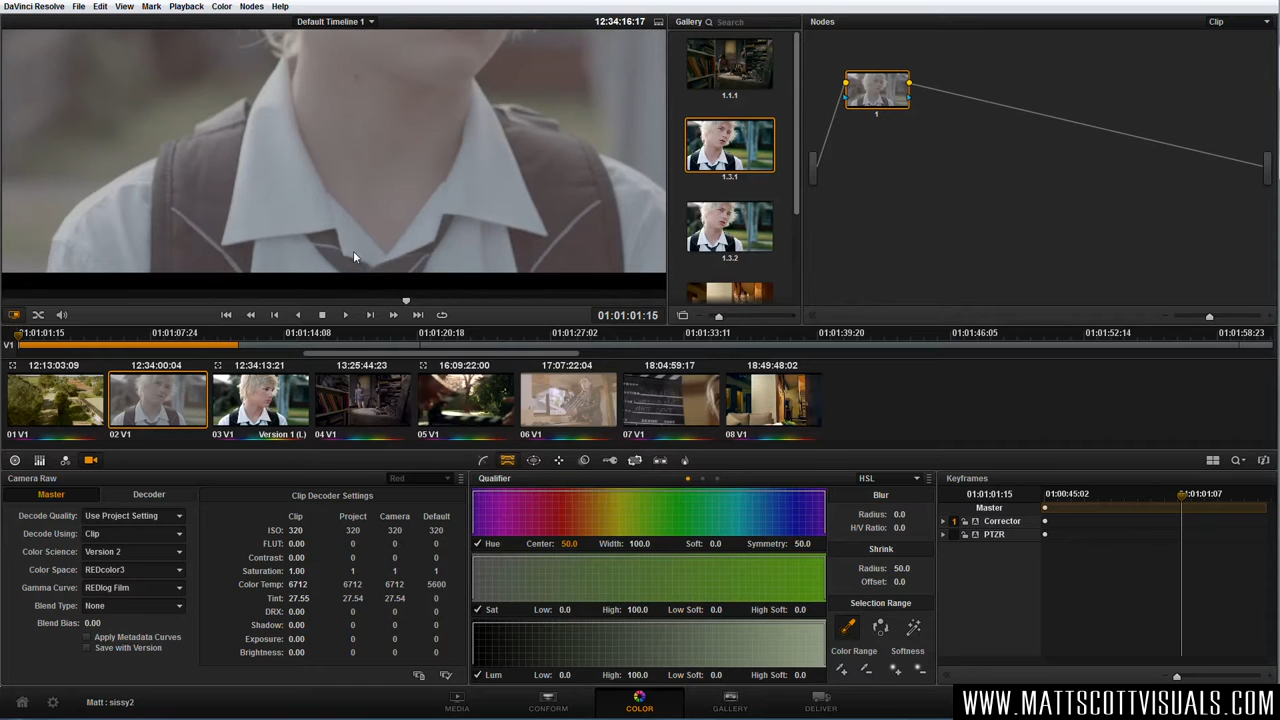 DaVinci Resolve File Edit View Mark Playback Color Nodes Help
Default Timeline 1 12:34:16:17 Gallery Search Nodes Clip
1.1.1
1
1.3.1
1.3.2
01:01:01:15
01:01:01:15 01:01:07:24 01:01:14:08 01:01:20:18 01:01:27:02 01:01:33:11 01:01:39:20 01:01:46:05 01:01:52:14 01:01:58:23
V1
12:13:03:09 12:34:00:04 12:34:13:21 13:25:44:23 16:09:22:00 17:07:22:04 18:04:59:17 18:49:48:02
01 V1 02 V1 03 V1 Version 1 (L) 04 V1 05 V1 06 V1 07 V1 08 V1
Camera Raw Red Qualifier HSL Keyframes
Master Decoder Clip Decoder Settings Blur 01:01:01:15 01:00:45:02 01:01:01:07
Decode Quality: Use Project Setting Clip Project Camera Default Radius: 0.0 Master
ISO: 320 320 320 320 H/V Ratio: 0.0 1 Corrector
Decode Using: Clip FLUT: 0.00 0 0 0 PTZR
Hue Center: 50.0 Width: 100.0 Soft: 0.0 Symmetry: 50.0 Shrink
Color Science: Version 2 Contrast: 0.00 0 0 0
Color Space: REDcolor3 Saturation: 1.00 1 1 1 Radius: 50.0
Gamma Curve: REDlog Film Color Temp: 6712 6712 6712 5600 Offset: 0.0
Tint: 27.55 27.54 27.54 0
Blend Type: None DRX: 0.00 0 0 0 Selection Range
Sat Low: 0.0 High: 100.0 Low Soft: 0.0 High Soft: 0.0
Blend Bias: 0.00 Shadow: 0.00 0 0 0
Apply Metadata Curves Exposure: 0.00 0 0 0
Save with Version Brightness: 0.00 0 0 0 Color Range Softness
Lum Low: 0.0 High: 100.0 Low Soft: 0.0 High Soft: 0.0
Matt : sissy2 MEDIA CONFORM COLOR GALLERY DELIVER
WWW.MATTSCOTTVISUALS.COM